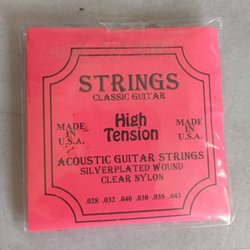 STRINGS
CLASSIC GUITAR
High
Tension
MADE
IN
U.S.A.
MADE
IN
U.S.A.
ACOUSTIC GUITAR STRINGS
SILVERPLATED WOUND
CLEAR NYLON
.028 .032 .040 .030 .035 .043